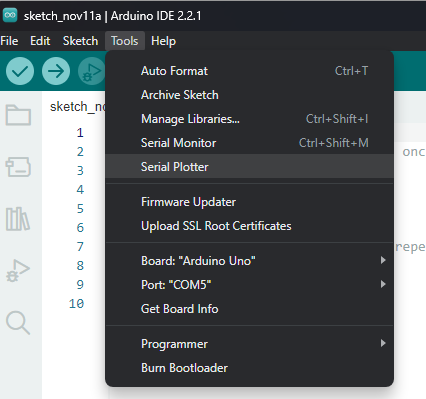 sketch_nov11a | Arduino IDE 2.2.1
File Edit Sketch Tools Help
Auto Format Ctrl+T
sketch_no
Archive Sketch
Manage Libraries... Ctrl+Shift+I
Serial Monitor Ctrl+Shift+M
Serial Plotter
Firmware Updater
Upload SSL Root Certificates
Board: "Arduino Uno"
Port: "COM5"
Get Board Info
Programmer
Burn Bootloader
1
2 onc
3
4
5
6
7 repe
8
9
10